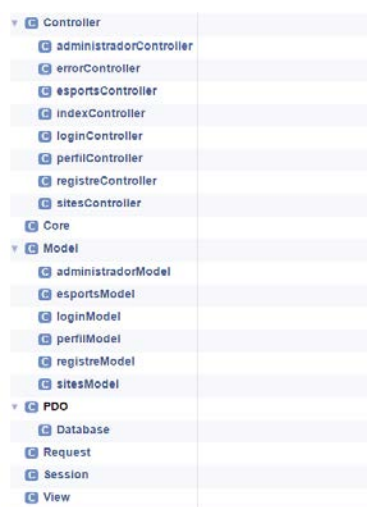 Controller
administradorController
errorController
esportsController
indexController
loginController
perfilController
registreController
sitesController
Core
Model
administradorModel
esportsModel
loginModel
perfilModel
registreModel
sitesModel
PDO
Database
Request
Session
View